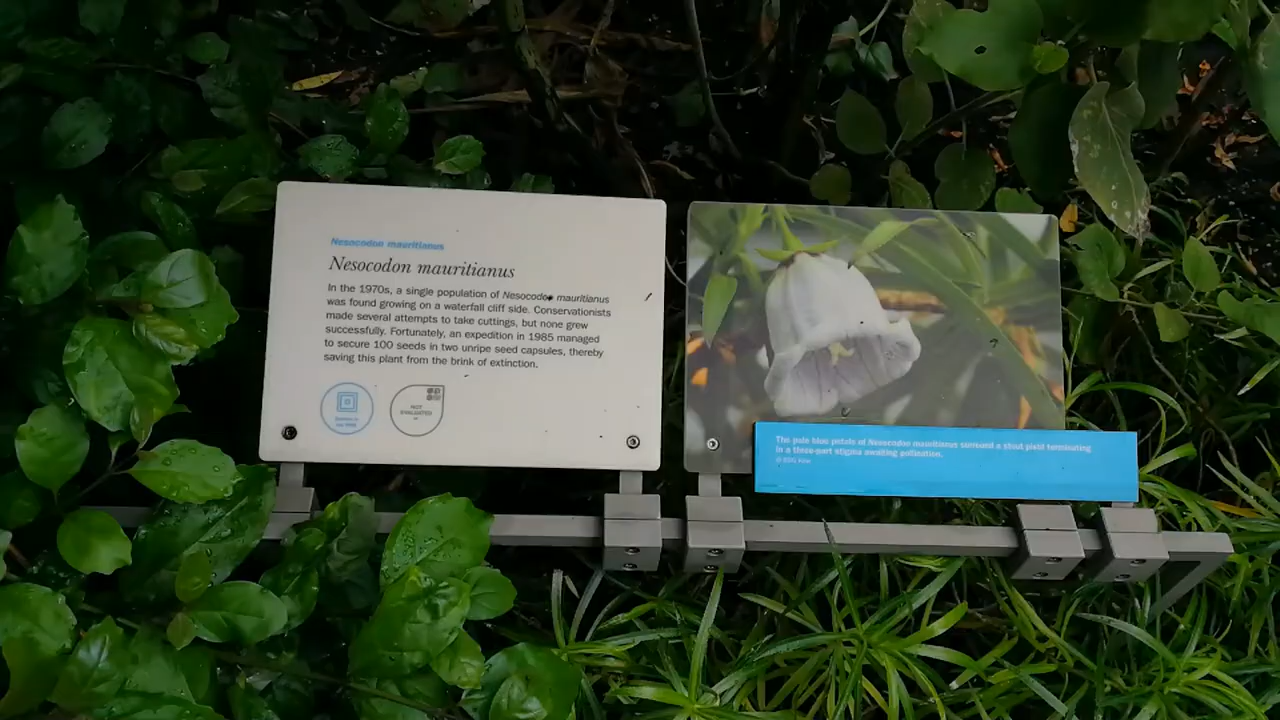 Nesocodon mauritianus
Nesocodon mauritianus
In the 1970s, a single population of Nesocodon mauritianus
was found growing on a waterfall cliff side. Conservationists
made several attempts to take cuttings, but none grew
successfully. Fortunately, an expedition in 1985 managed
to secure 100 seeds in two unripe seed capsules, thereby
saving this plant from the brink of extinction.
NOT
EVALUATED
The pale blue petals of Nesocodon mauritianus surround a stout pistil terminating
in a three-part stigma awaiting pollination.